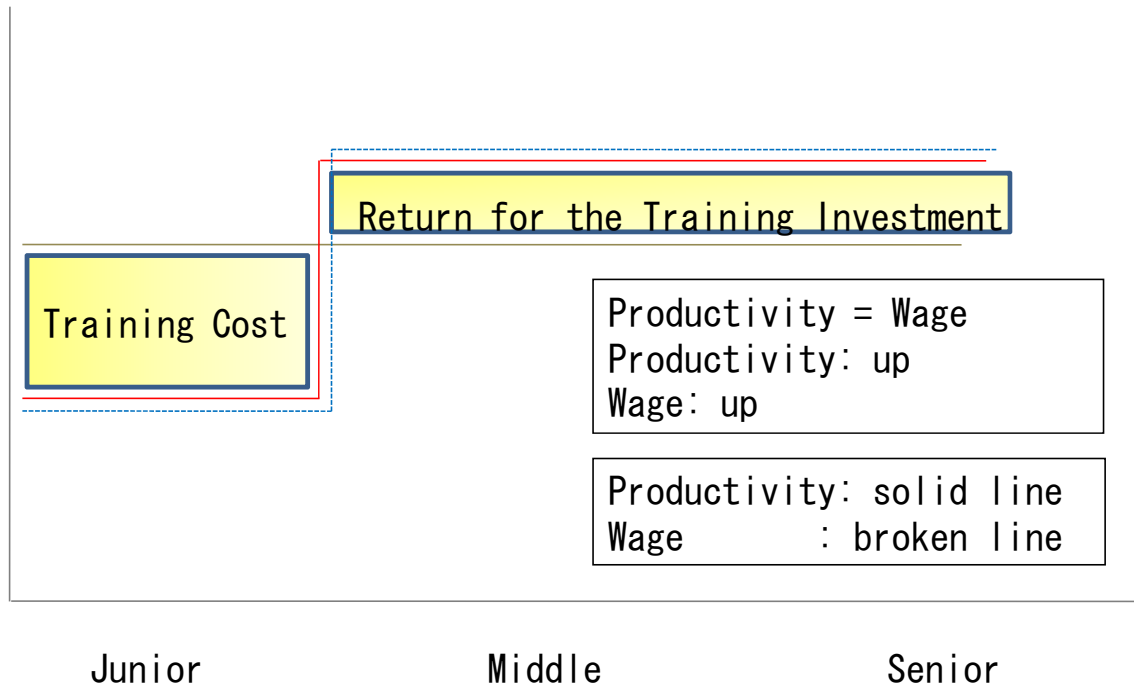 Return for the Training Investment
Training Cost
Productivity = Wage
Productivity: up
Wage: up
Productivity: solid line
Wage : broken line
Junior Middle Senior